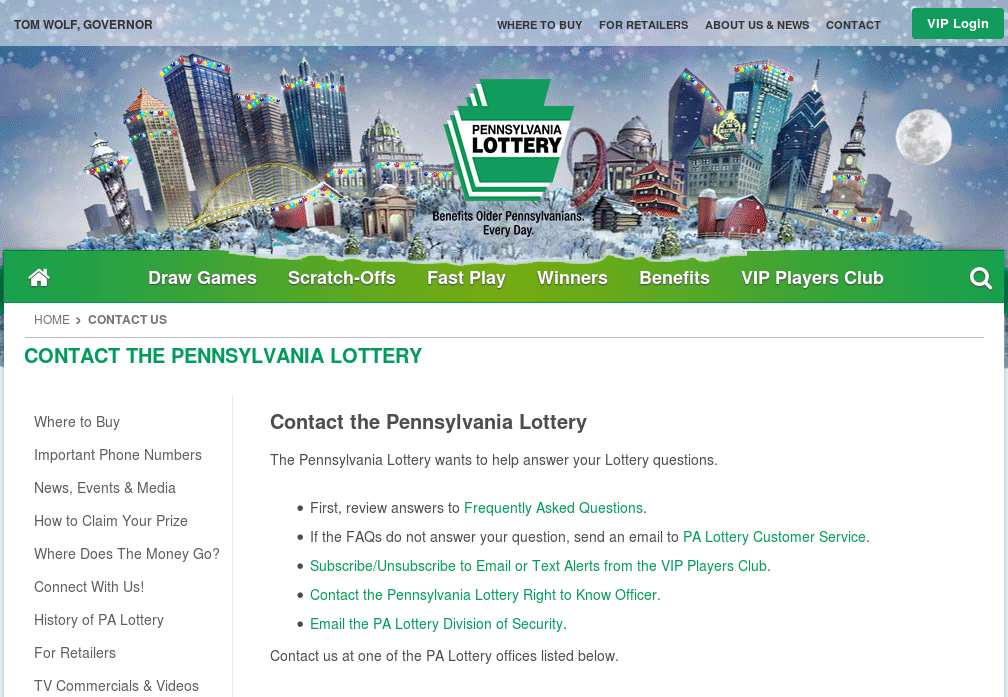 TOM WOLF, GOVERNOR
WHERE TO BUY FOR RETAILERS ABOUT US & NEWS CONTACT VIP Login
PENNSYLVANIA
LOTTERY
Benefits Older Pennsylvanians.
Every Day.
Draw Games Scratch-Offs Fast Play Winners Benefits VIP Players Club
HOME > CONTACT US
CONTACT THE PENNSYLVANIA LOTTERY
Where to Buy
Important Phone Numbers
News, Events & Media
How to Claim Your Prize
Where Does The Money Go?
Connect With Us!
History of PA Lottery
For Retailers
TV Commercials & Videos
Contact the Pennsylvania Lottery
The Pennsylvania Lottery wants to help answer your Lottery questions.
• First, review answers to Frequently Asked Questions.
• If the FAQs do not answer your question, send an email to PA Lottery Customer Service.
• Subscribe/Unsubscribe to Email or Text Alerts from the VIP Players Club.
• Contact the Pennsylvania Lottery Right to Know Officer.
• Email the PA Lottery Division of Security.
Contact us at one of the PA Lottery offices listed below.